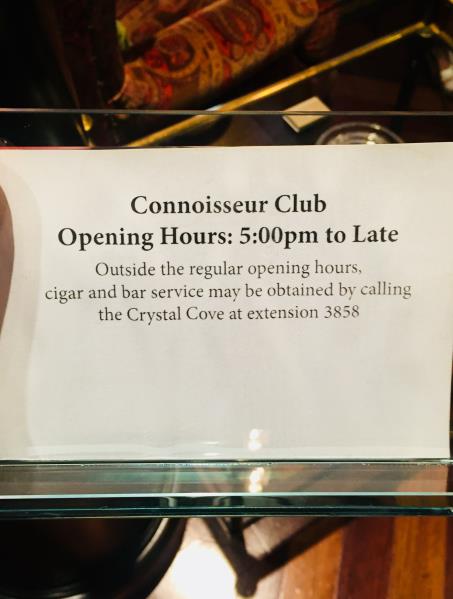 Connoisseur Club
Opening Hours: 5:00pm to Late
Outside the regular opening hours,
cigar and bar service may be obtained by calling
the Crystal Cove at extension 3858